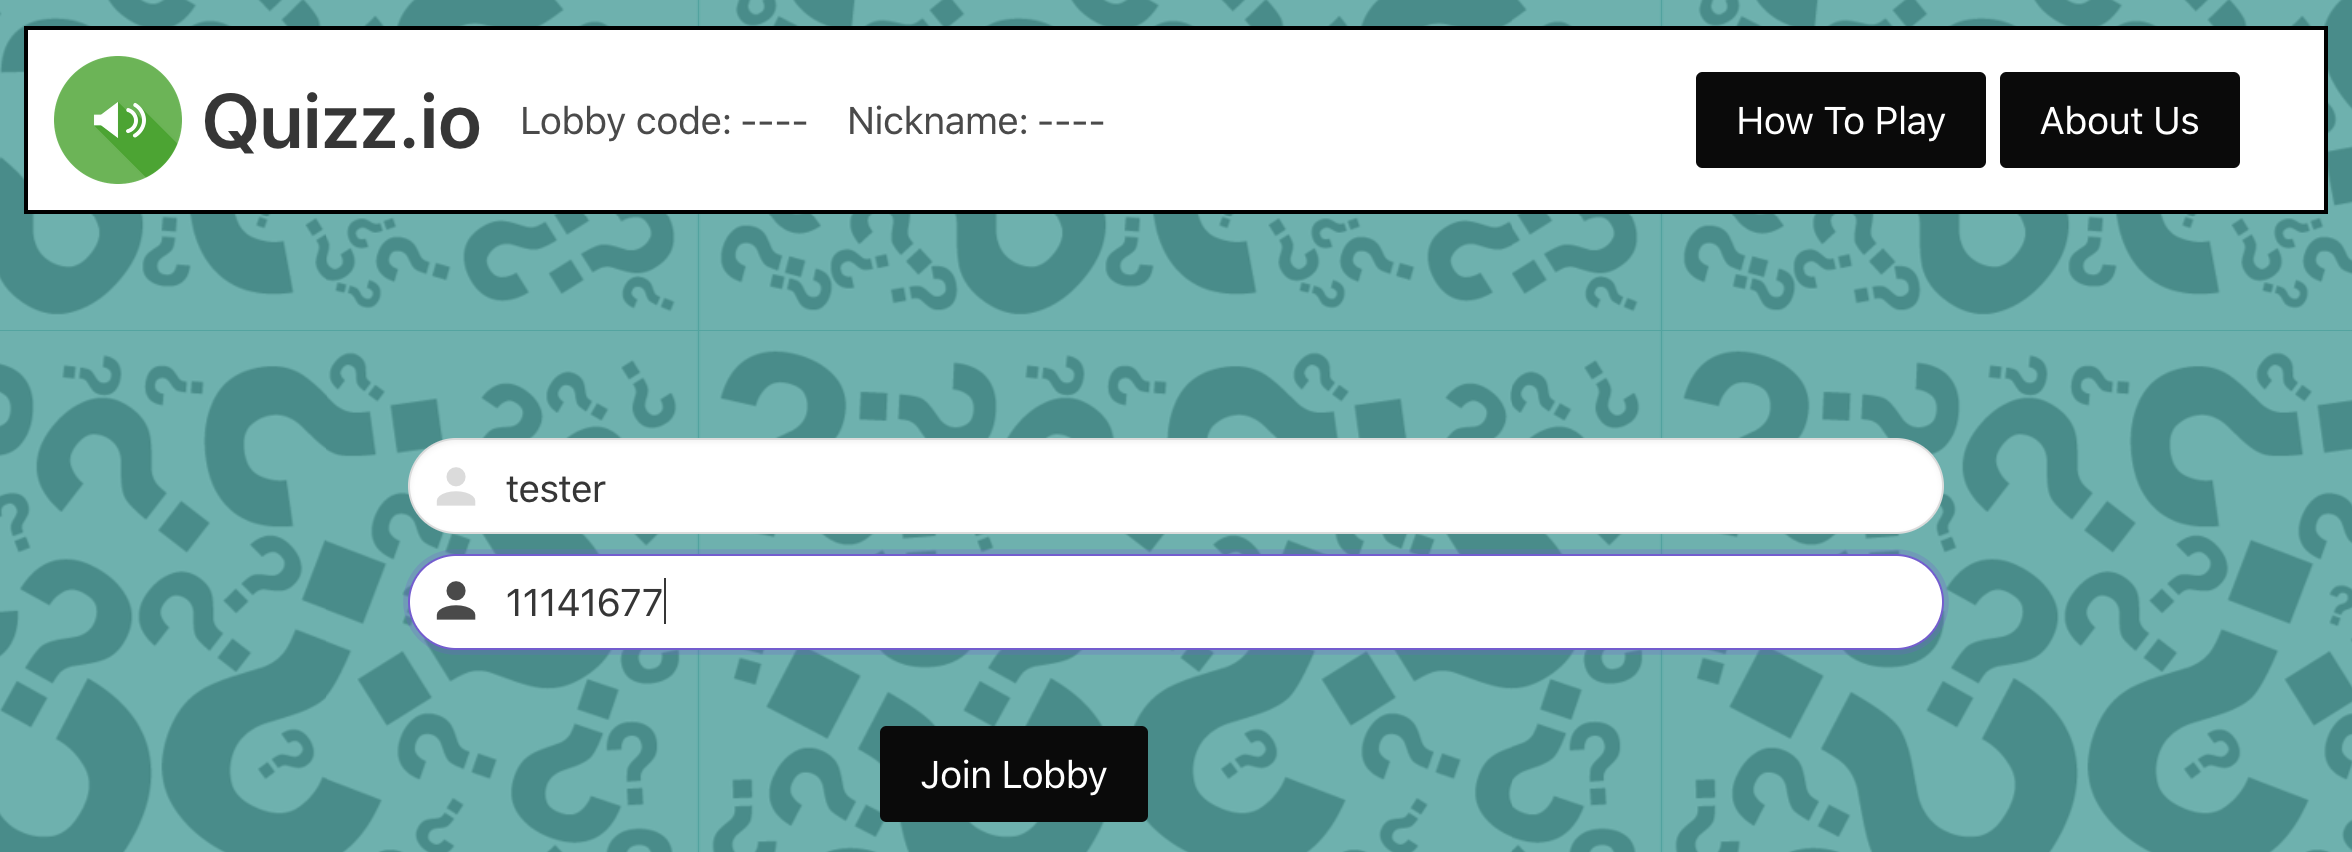 Quizz.io Lobby code: ---- Nickname: ---- How To Play About Us
tester
11141677
Join Lobby